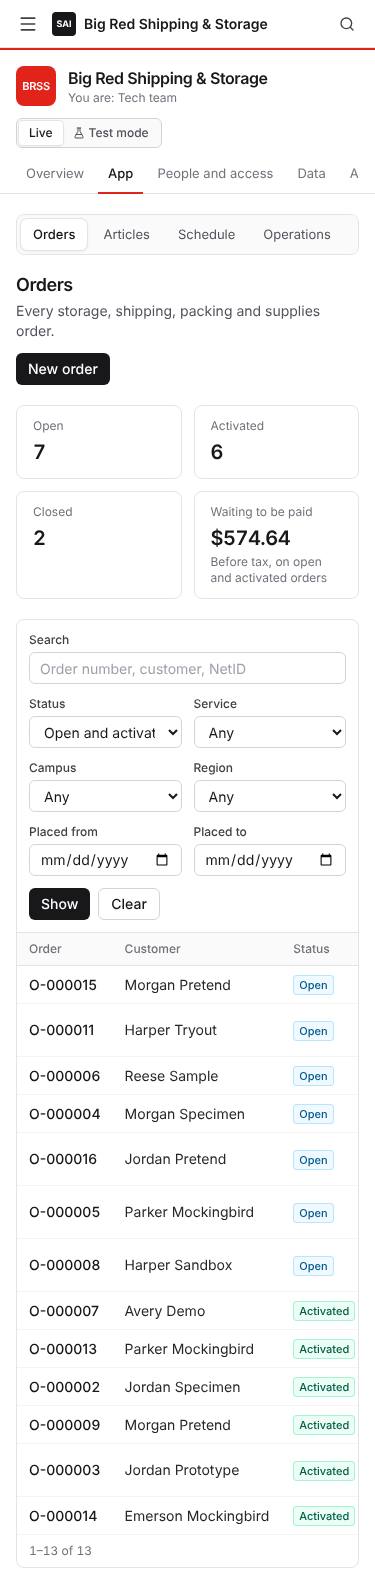 SAI Big Red Shipping & Storage
BRSS
Big Red Shipping & Storage
You are: Tech team
Live Test mode
Overview App People and access Data A
Orders Articles Schedule Operations
Orders
Every storage, shipping, packing and supplies
order.
New order
Open
7
Activated
6
Closed
2
Waiting to be paid
$574.64
Before tax, on open
and activated orders
Search
Order number, customer, NetID
Status Service
Open and activat Any
Campus Region
Any Any
Placed from Placed to
mm/dd/yyyy mm/dd/yyyy
Show Clear
Order Customer Status
O-000015 Morgan Pretend Open
O-000011 Harper Tryout Open
O-000006 Reese Sample Open
O-000004 Morgan Specimen Open
O-000016 Jordan Pretend Open
O-000005 Parker Mockingbird Open
O-000008 Harper Sandbox Open
O-000007 Avery Demo Activated
O-000013 Parker Mockingbird Activated
O-000002 Jordan Specimen Activated
O-000009 Morgan Pretend Activated
O-000003 Jordan Prototype Activated
O-000014 Emerson Mockingbird Activated
1–13 of 13